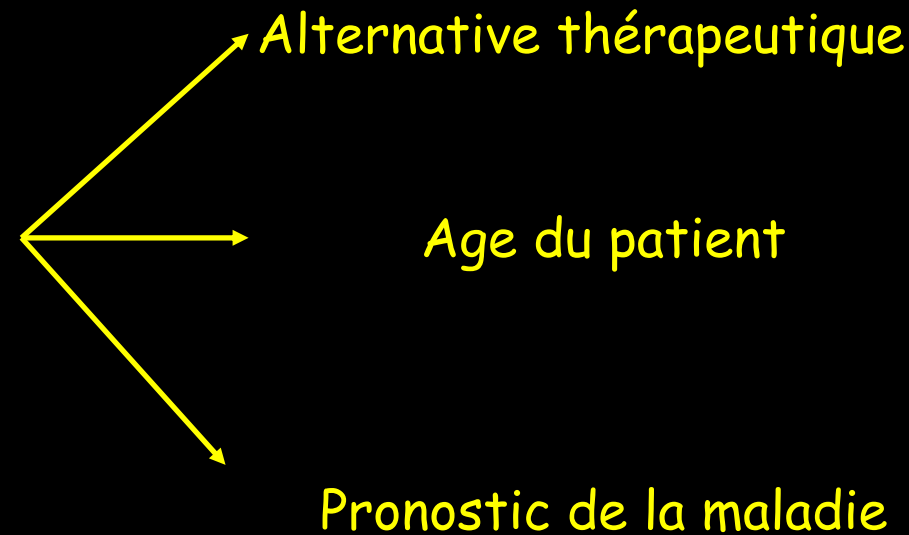 Alternative thérapeutique
Age du patient
Pronostic de la maladie